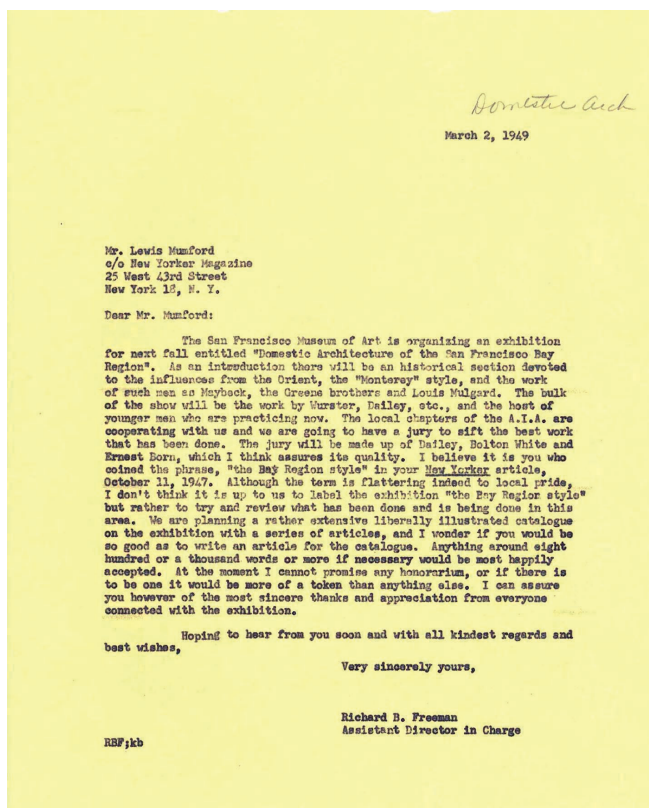 Domestic Arch
March 2, 1949
Mr. Lewis Mumford
c/o New Yorker Magazine
25 West 43rd Street
New York 18, N. Y.
Dear Mr. Mumford:
The San Francisco Museum of Art is organizing an exhibition
for next fall entitled "Domestic Architecture of the San Francisco Bay
Region". As an introduction there will be an historical section devoted
to the influences from the Orient, the "Monterey" style, and the work
of such men as Maybeck, the Greene brothers and Louis Mulgard. The bulk
of the show will be the work by Wurster, Dailey, etc., and the host of
younger men who are practicing now. The local chapters of the A.I.A. are
cooperating with us and we are going to have a jury to sift the best work
that has been done. The jury will be made up of Dailey, Bolton White and
Ernest Born, which I think assures its quality. I believe it is you who
coined the phrase, "the Bay Region style" in your New Yorker article,
October 11, 1947. Although the term is flattering indeed to local pride,
I don't think it is up to us to label the exhibition "the Bay Region style"
but rather to try and review what has been done and is being done in this
area. We are planning a rather extensive liberally illustrated catalogue
on the exhibition with a series of articles, and I wonder if you would be
so good as to write an article for the catalogue. Anything around eight
hundred or a thousand words or more if necessary would be most happily
accepted. At the moment I cannot promise any honorarium, or if there is
to be one it would be more of a token than anything else. I can assure
you however of the most sincere thanks and appreciation from everyone
connected with the exhibition.
Hoping to hear from you soon and with all kindest regards and
best wishes,
Very sincerely yours,
Richard B. Freeman
Assistant Director in Charge
RBF;kb